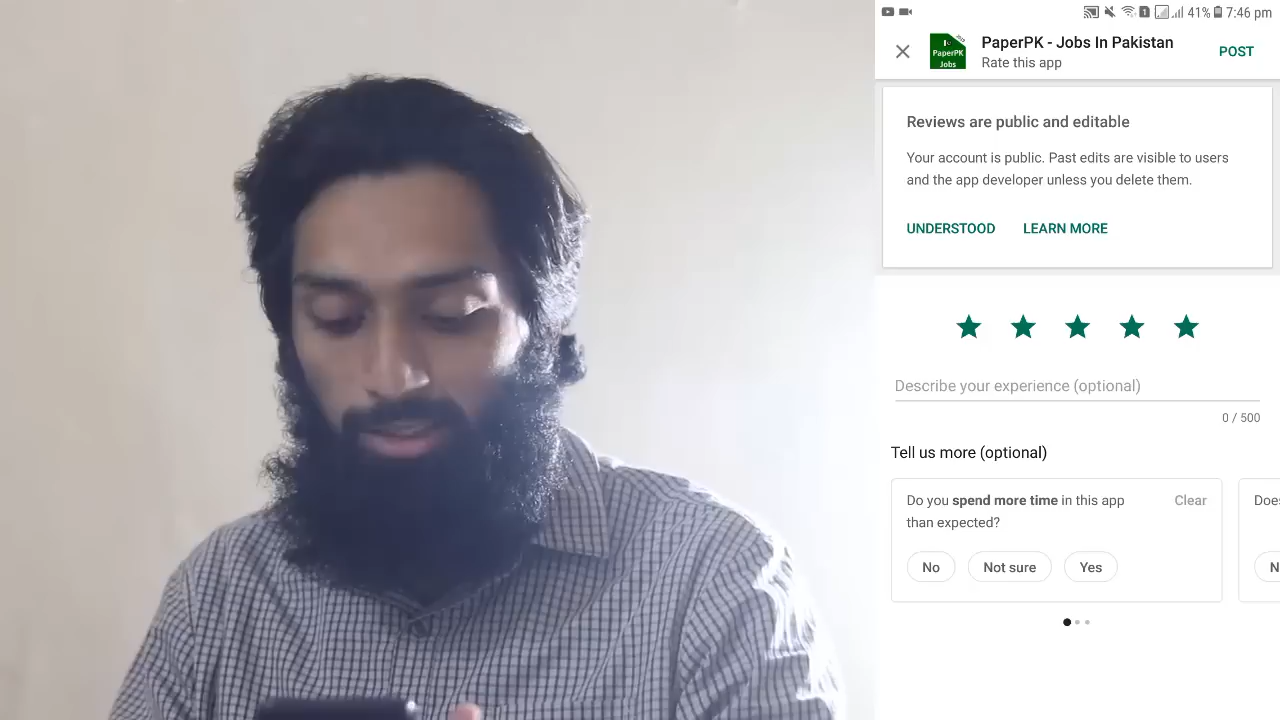 41% 7:46 pm
PaperPK - Jobs In Pakistan
PaperPK
Jobs
Rate this app
POST
Reviews are public and editable
Your account is public. Past edits are visible to users
and the app developer unless you delete them.
UNDERSTOOD LEARN MORE
Describe your experience (optional)
0 / 500
Tell us more (optional)
Do you spend more time in this app
than expected?
Clear
Does
No Not sure Yes
N